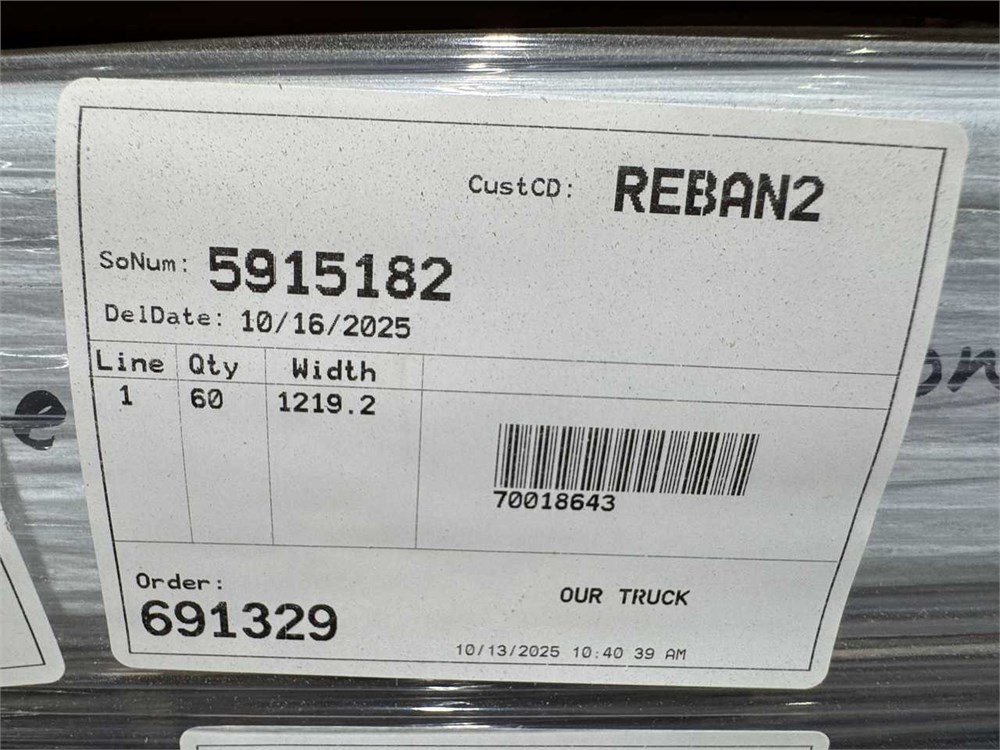 CustCD: REBAN2
SoNum: 5915182
DelDate: 10/16/2025
Line Qty Width
1 60 1219.2
70018643
Order:
691329
OUR TRUCK
10/13/2025 10:40 39 AM